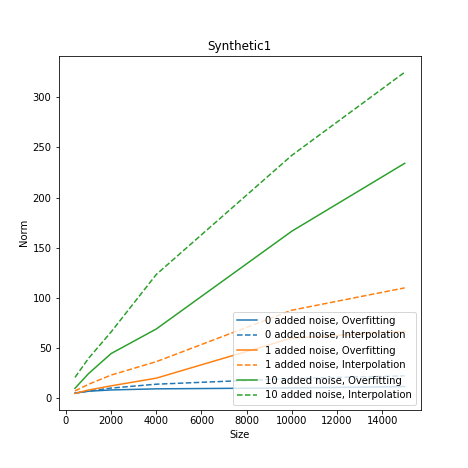 Synthetic1
300
250
200
150
100
50
0
Norm
0 added noise, Overfitting
0 added noise, Interpolation
1 added noise, Overfitting
1 added noise, Interpolation
10 added noise, Overfitting
10 added noise, Interpolation
0 2000 4000 6000 8000 10000 12000 14000
Size